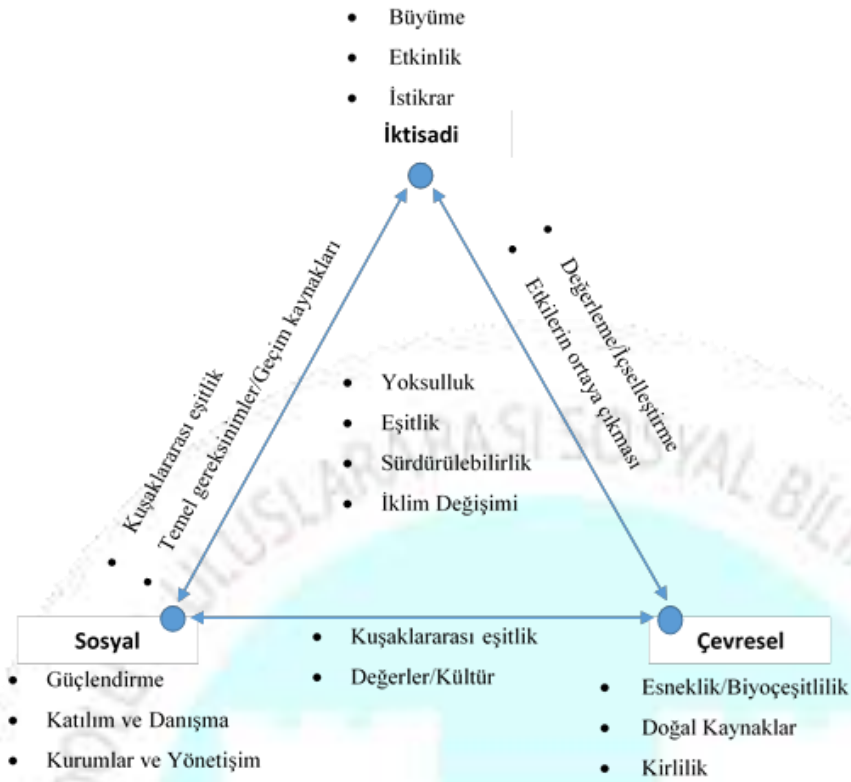 • Büyüme
• Etkinlik
• İstikrar
İktisadi
• Kuşaklararası eşitlik
• Temel gereksinimler/Geçim kaynakları
• Değerleme/İçselleştirme
• Etkilerin ortaya çıkması
• Yoksulluk
• Eşitlik
• Sürdürülebilirlik
• İklim Değişimi
ULUSLARARASI SOSYAL
Sosyal
• Güçlendirme
• Katılım ve Danışma
• Kurumlar ve Yönetişim
• Kuşaklararası eşitlik
• Değerler/Kültür
Çevresel
• Esneklik/Biyoçeşitlilik
• Doğal Kaynaklar
• Kirlilik